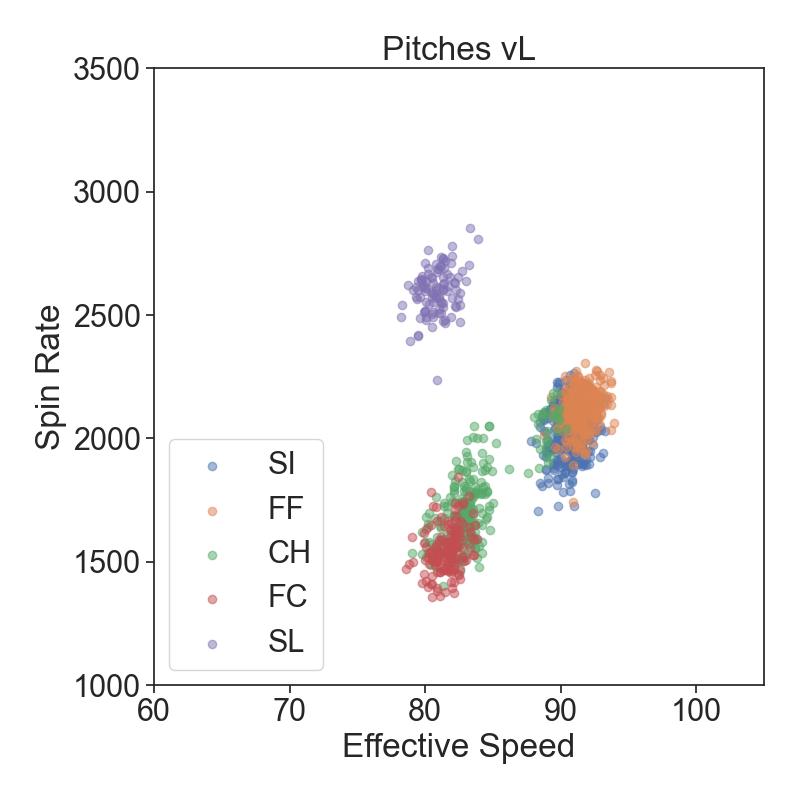 Pitches vL
3500
3000
2500
2000
1500
1000
Spin Rate
SI
FF
CH
FC
SL
60 70 80 90 100
Effective Speed